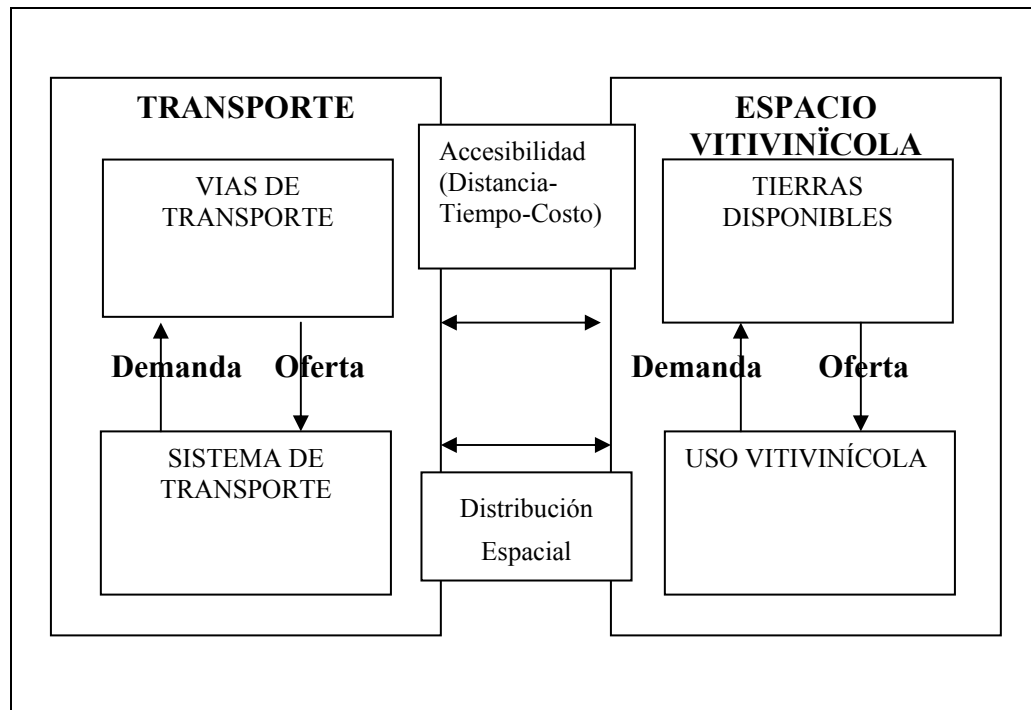 TRANSPORTE
VIAS DE
TRANSPORTE
Demanda Oferta
SISTEMA DE
TRANSPORTE
Accesibilidad
(Distancia-
Tiempo-Costo)
Distribución
Espacial
ESPACIO
VITIVINÏCOLA
TIERRAS
DISPONIBLES
Demanda Oferta
USO VITIVINÍCOLA